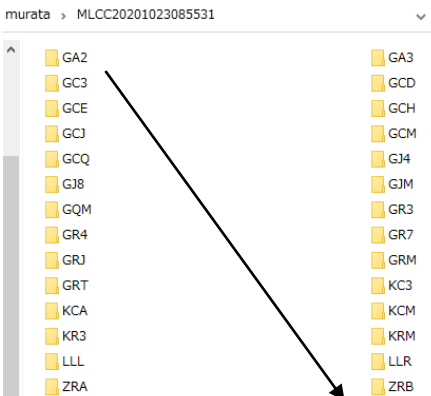 murata > MLCC20201023085531
GA2 GA3
GC3 GCD
GCE GCH
GCJ GCM
GCQ GJ4
GJ8 GJM
GQM GR3
GR4 GR7
GRJ GRM
GRT KC3
KCA KCM
KR3 KRM
LLL LLR
ZRA ZRB